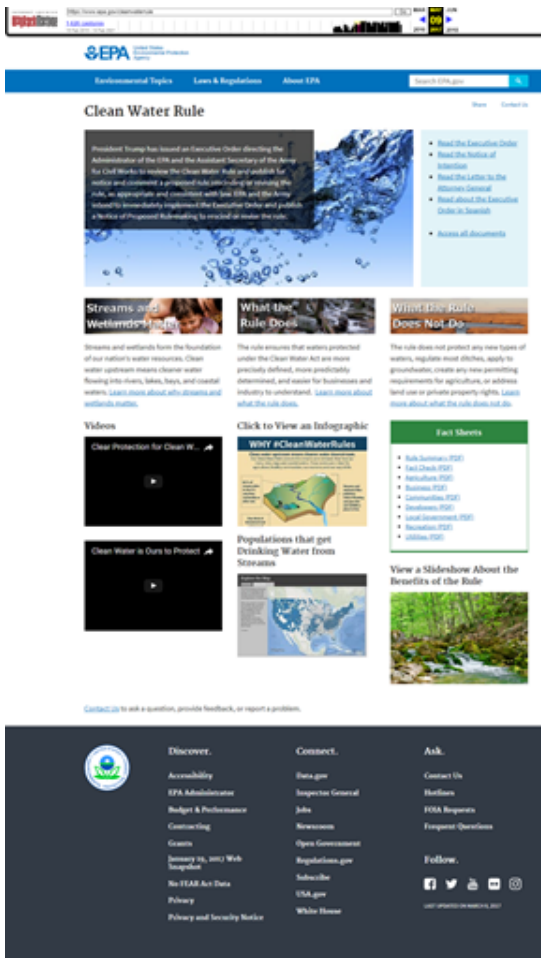 https://www.epa.gov/cleanwaterrule
Go
MAR
MAY
JUN
09
2016
2017
2018
EPA United States
Environmental Protection
Agency
Environmental Topics
Laws & Regulations
About EPA
Search EPA.gov
Share
Contact Us
Clean Water Rule
President Trump has issued an Executive Order directing the
Administrator of the EPA and the Assistant Secretary of the Army
for Civil Works to review the Clean Water Rule and publish for
notice and comment a proposed rule rescinding or revising the
rule, as appropriate and consistent with law. EPA and the Army
intend to immediately implement the Executive Order and publish
a Notice of Proposed Rulemaking to rescind or revise the rule.
Read the Executive Order
Read the Notice of
Intention
Read the Letter to the
Attorney General
Read about the Executive
Order in Spanish
Access all documents
Streams and
Wetlands Matter
What the
Rule Does
What the Rule
Does Not Do
Streams and wetlands form the foundation
of our nation's water resources. Clean
water upstream means cleaner water
flowing into rivers, lakes, bays, and coastal
waters. Learn more about why streams and
wetlands matter.
The rule ensures that waters protected
under the Clean Water Act are more
precisely defined, more predictably
determined, and easier for businesses and
industry to understand. Learn more about
what the rule does.
The rule does not protect any new types of
waters, regulate most ditches, apply to
groundwater, create any new permitting
requirements for agriculture, or address
land use or private property rights. Learn
more about what the rule does not do.
Videos
Clear Protection for Clean W...
Clean Water is Ours to Protect
Click to View an Infographic
WHY #CleanWaterRules
Populations that get
Drinking Water from
Streams
Fact Sheets
Rule Summary (PDF)
Fact Check (PDF)
Agriculture (PDF)
Business (PDF)
Communities (PDF)
Developers (PDF)
Local Government (PDF)
Recreation (PDF)
Utilities (PDF)
View a Slideshow About the
Benefits of the Rule
Contact Us to ask a question, provide feedback, or report a problem.
Discover.
Accessibility
EPA Administrator
Budget & Performance
Contracting
Grants
January 19, 2017 Web
Snapshot
No FEAR Act Data
Privacy
Privacy and Security Notice
Connect.
Data.gov
Inspector General
Jobs
Newsroom
Open Government
Regulations.gov
Subscribe
USA.gov
White House
Ask.
Contact Us
Hotlines
FOIA Requests
Frequent Questions
Follow.
LAST UPDATED ON MARCH 6, 2017